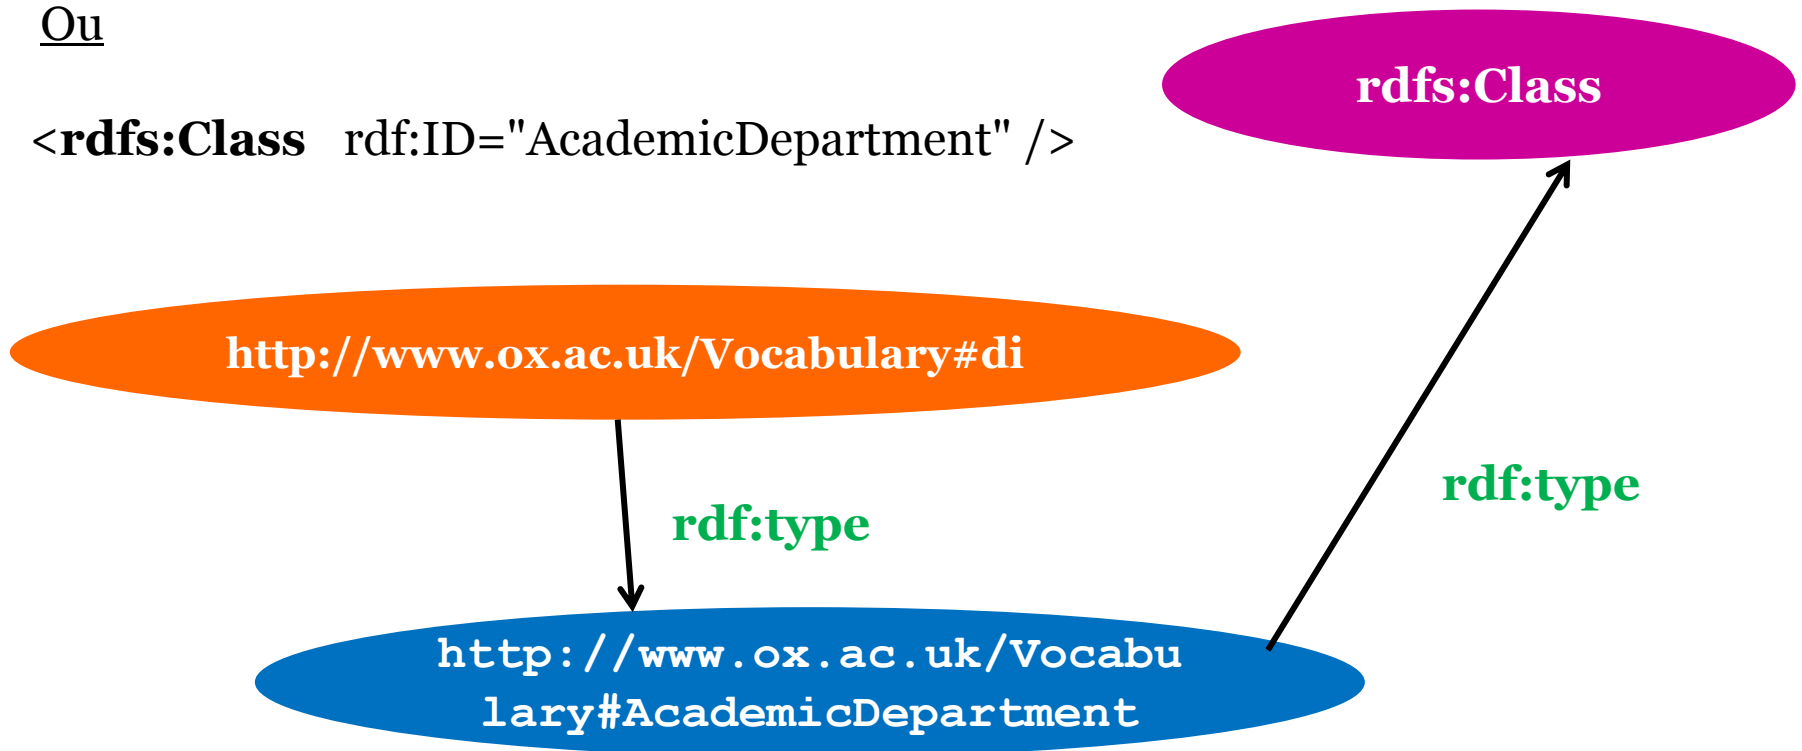 Ou
rdfs:Class
<rdfs:Class rdf:ID="AcademicDepartment" />
http://www.ox.ac.uk/Vocabulary#di
rdf:type
rdf:type
http://www.ox.ac.uk/Vocabu
lary#AcademicDepartment